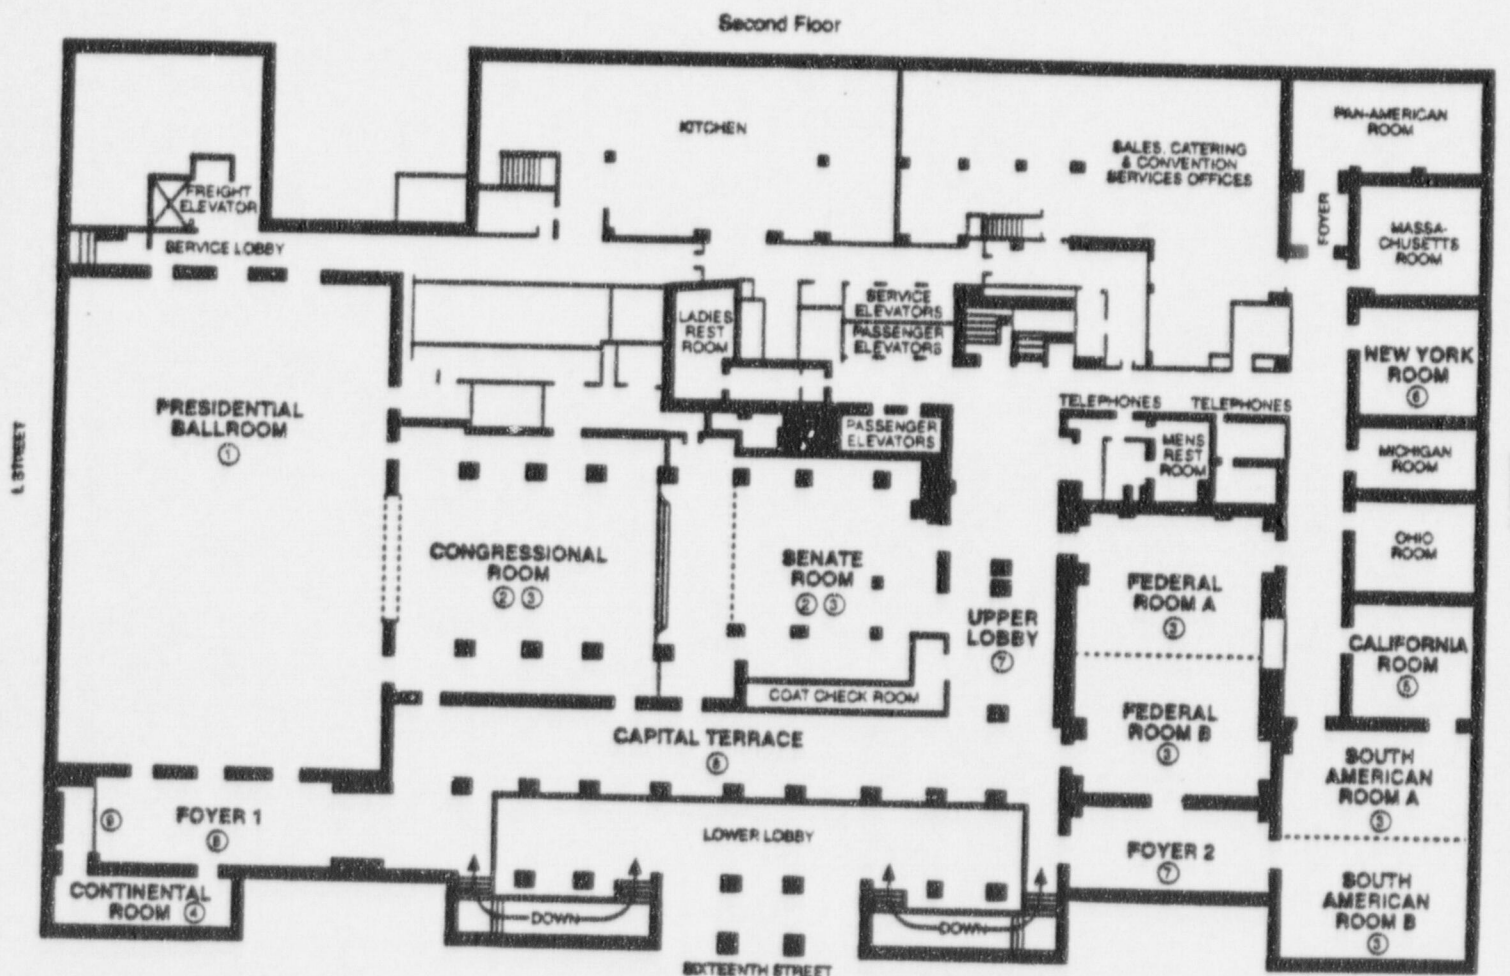 Second Floor
KITCHEN
PAN-AMERICAN
ROOM
SALES, CATERING
& CONVENTION
SERVICES OFFICES
FREIGHT
ELEVATOR
SERVICE LOBBY
FOYER
MASSA-
CHUSETTS
ROOM
LADIES
REST
ROOM
SERVICE
ELEVATORS
PASSENGER
ELEVATORS
NEW YORK
ROOM
6
TELEPHONES
TELEPHONES
PRESIDENTIAL
BALLROOM
1
L STREET
PASSENGER
ELEVATORS
MENS
REST
ROOM
MICHIGAN
ROOM
CONGRESSIONAL
ROOM
2 3
SENATE
ROOM
2 3
OHIO
ROOM
FEDERAL
ROOM A
3
UPPER
LOBBY
7
CALIFORNIA
ROOM
5
COAT CHECK ROOM
CAPITAL TERRACE
8
FEDERAL
ROOM B
3
SOUTH
AMERICAN
ROOM A
3
FOYER 1
8
9
LOWER LOBBY
FOYER 2
7
CONTINENTAL
ROOM 4
DOWN
DOWN
SOUTH
AMERICAN
ROOM B
3
SIXTEENTH STREET